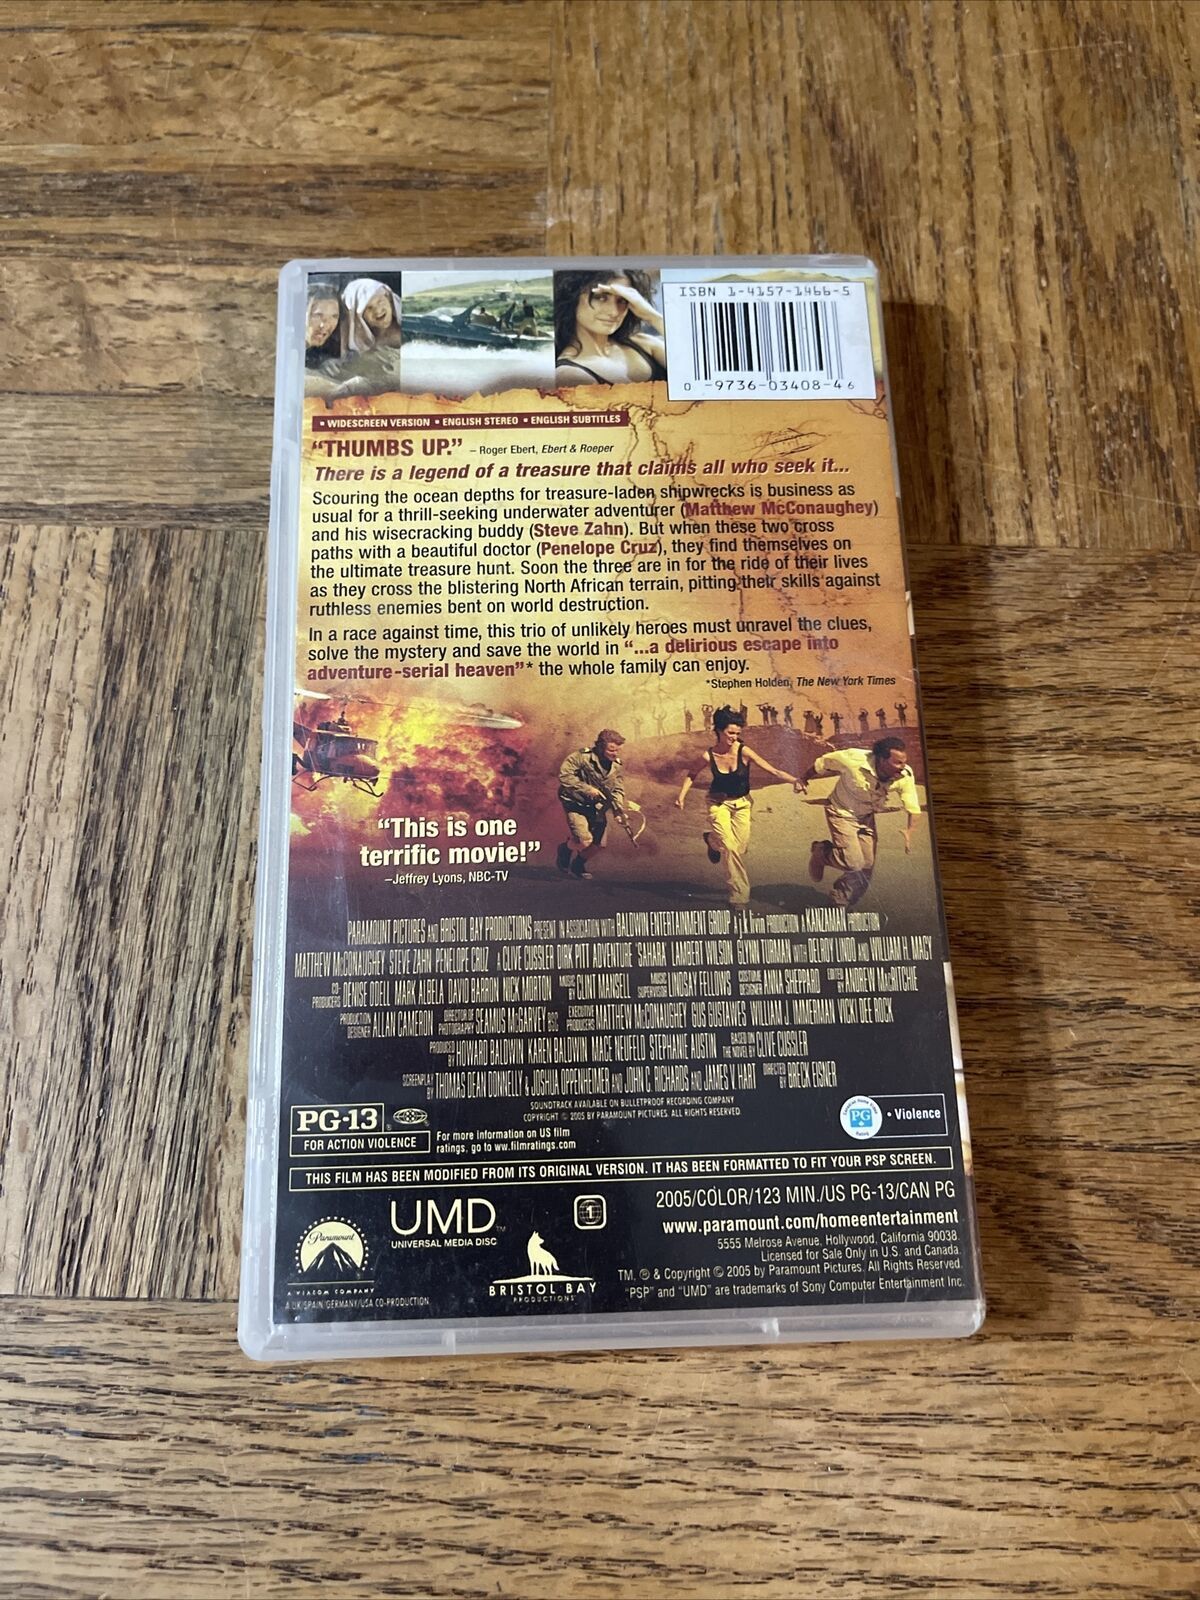 ISBN 1-4157-1466-5
0 -9736-03408-4 6
• WIDESCREEN VERSION • ENGLISH STEREO • ENGLISH SUBTITLES
“THUMBS UP.” – Roger Ebert, Ebert & Roeper
There is a legend of a treasure that claims all who seek it...
Scouring the ocean depths for treasure-laden shipwrecks is business as
usual for a thrill-seeking underwater adventurer (Matthew McConaughey)
and his wisecracking buddy (Steve Zahn). But when these two cross
paths with a beautiful doctor (Penelope Cruz), they find themselves on
the ultimate treasure hunt. Soon the three are in for the ride of their lives
as they cross the blistering North African terrain, pitting their skills against
ruthless enemies bent on world destruction.
In a race against time, this trio of unlikely heroes must unravel the clues,
solve the mystery and save the world in “...a delirious escape into
adventure-serial heaven”* the whole family can enjoy.
*Stephen Holden, The New York Times
“This is one
terrific movie!”
–Jeffrey Lyons, NBC-TV
PARAMOUNT PICTURES AND BRISTOL BAY PRODUCTIONS PRESENT IN ASSOCIATION WITH BALDWIN ENTERTAINMENT GROUP A j.k. livin PRODUCTION A KANZAMAN PRODUCTION
MATTHEW McCONAUGHEY STEVE ZAHN PENELOPE CRUZ A CLIVE CUSSLER DIRK PITT ADVENTURE "SAHARA" LAMBERT WILSON GLYNN TURMAN WITH DELROY LINDO AND WILLIAM H. MACY
CO-PRODUCERS DENISE ODELL MARK ALBELA DAVID BARRON NICK MORTON MUSIC BY CLINT MANSELL MUSIC SUPERVISOR LINDSAY FELLOWS COSTUME DESIGNER ANNA SHEPPARD EDITED BY ANDREW MacRITCHIE
PRODUCTION DESIGNER ALLAN CAMERON DIRECTOR OF PHOTOGRAPHY SEAMUS McGARVEY BSC EXECUTIVE PRODUCERS MATTHEW McCONAUGHEY GUS GUSTAWES WILLIAM J. IMMERMAN VICKI DEE ROCK
PRODUCED BY HOWARD BALDWIN KAREN BALDWIN MACE NEUFELD STEPHANIE AUSTIN BASED ON THE NOVEL BY CLIVE CUSSLER
SCREENPLAY BY THOMAS DEAN DONNELLY & JOSHUA OPPENHEIMER AND JOHN C. RICHARDS AND JAMES V. HART DIRECTED BY BRECK EISNER
SOUNDTRACK AVAILABLE ON BULLETPROOF RECORDING COMPANY
COPYRIGHT © 2005 BY PARAMOUNT PICTURES. ALL RIGHTS RESERVED.
PG-13
FOR ACTION VIOLENCE
For more information on US film
ratings, go to ww.filmratings.com
PG
• Violence
THIS FILM HAS BEEN MODIFIED FROM ITS ORIGINAL VERSION. IT HAS BEEN FORMATTED TO FIT YOUR PSP SCREEN.
UMD™
UNIVERSAL MEDIA DISC
1
2005/COLOR/123 MIN./US PG-13/CAN PG
www.paramount.com/homeentertainment
5555 Melrose Avenue, Hollywood, California 90038.
Licensed for Sale Only in U.S. and Canada.
TM, ® & Copyright © 2005 by Paramount Pictures. All Rights Reserved.
"PSP" and "UMD" are trademarks of Sony Computer Entertainment Inc.
Paramount
A VIACOM COMPANY
A UK/SPAIN/GERMANY/USA CO-PRODUCTION
BRISTOL BAY
PRODUCTIONS